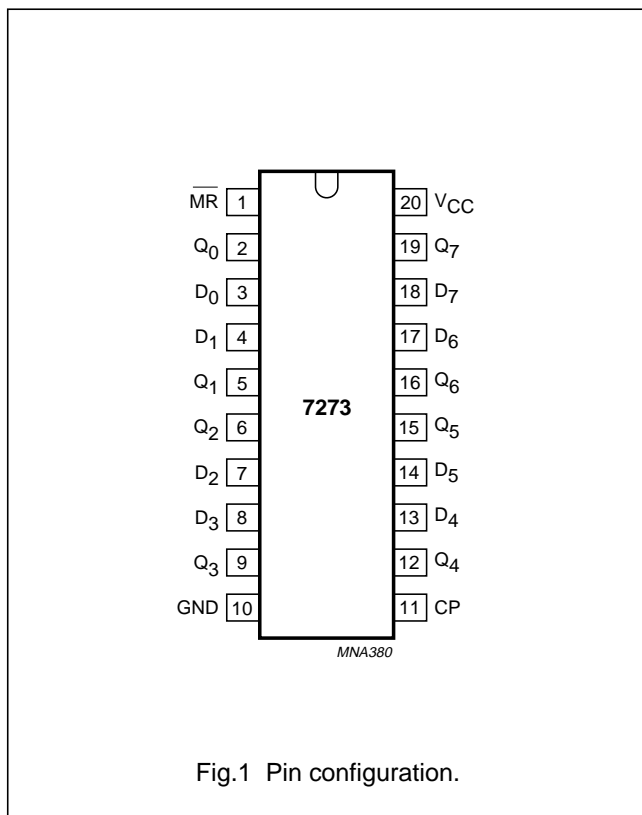 M̅R̅ 1 20 VCC
Q0 2 19 Q7
D0 3 18 D7
D1 4 17 D6
Q1 5 16 Q6
7273
Q2 6 15 Q5
D2 7 14 D5
D3 8 13 D4
Q3 9 12 Q4
GND 10 11 CP
MNA380
Fig.1 Pin configuration.